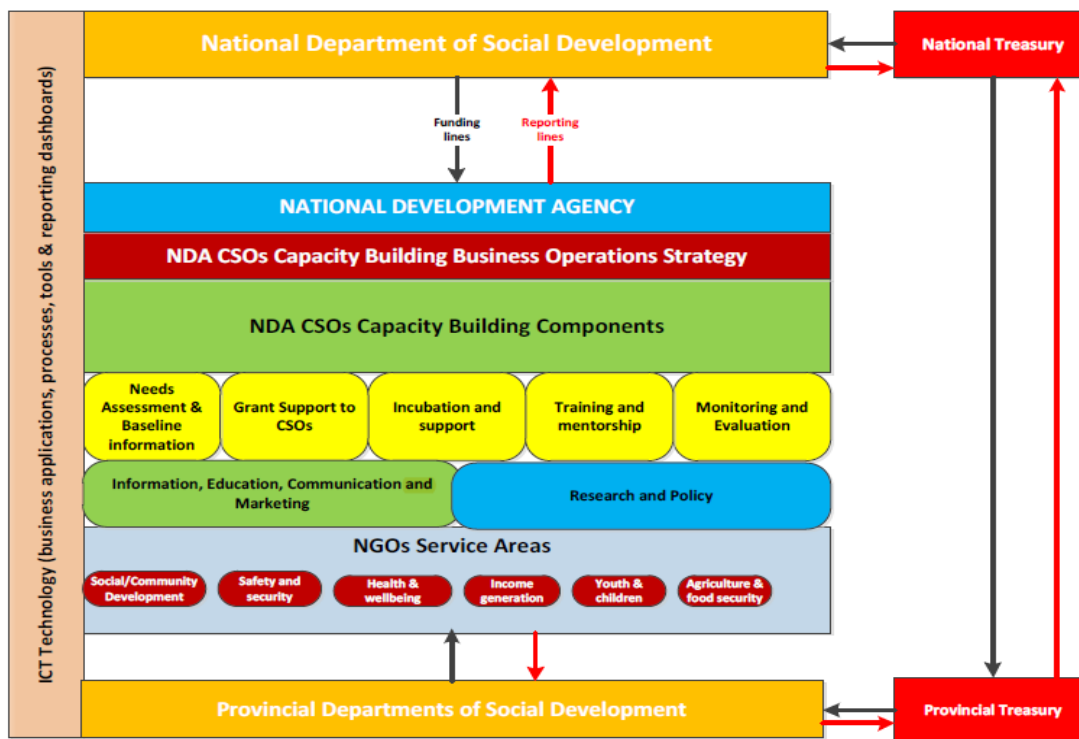 ICT Technology (business applications, processes, tools & reporting dashboards)
National Department of Social Development
National Treasury
Funding
lines
Reporting
lines
NATIONAL DEVELOPMENT AGENCY
NDA CSOs Capacity Building Business Operations Strategy
NDA CSOs Capacity Building Components
Needs
Assessment &
Baseline
information
Grant Support to
CSOs
Incubation and
support
Training and
mentorship
Monitoring and
Evaluation
Information, Education, Communication and
Marketing
Research and Policy
NGOs Service Areas
Social/Community
Development
Safety and
security
Health &
wellbeing
Income
generation
Youth &
children
Agriculture &
food security
Provincial Departments of Social Development
Provincial Treasury